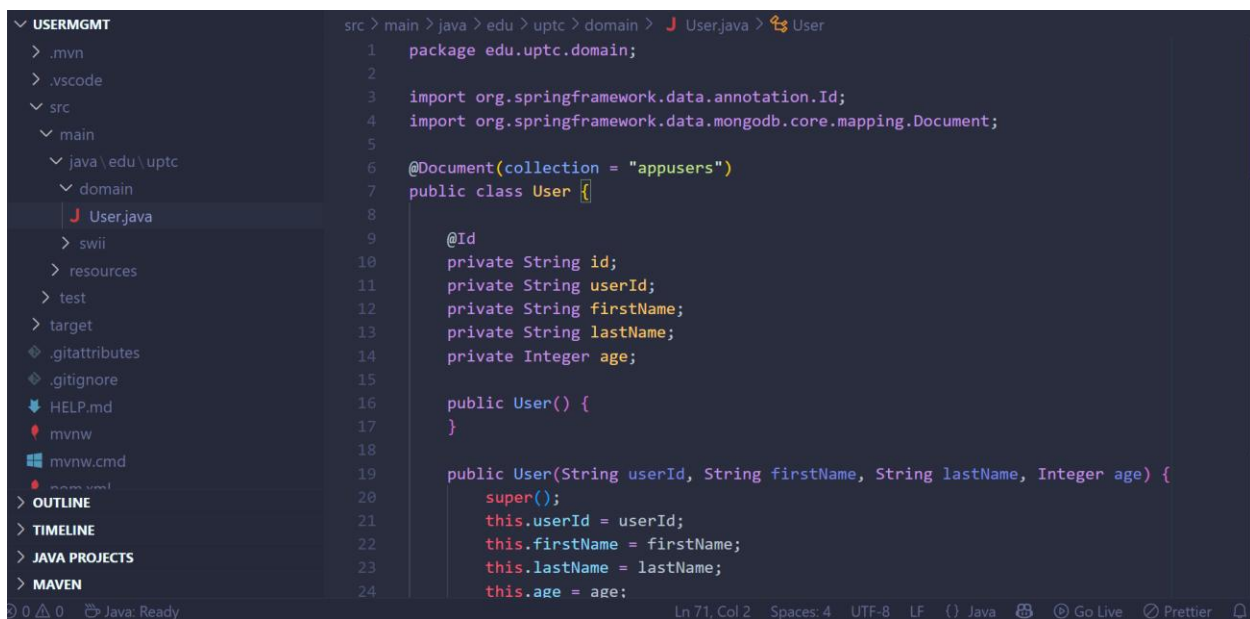 USERMGMT
.mvn
.vscode
src
main
java\edu\uptc
domain
J User.java
swii
resources
test
target
.gitattributes
.gitignore
HELP.md
mvnw
mvnw.cmd
pom.xml
OUTLINE
TIMELINE
JAVA PROJECTS
MAVEN
src > main > java > edu > uptc > domain > J User.java > User
1 package edu.uptc.domain;
2
3 import org.springframework.data.annotation.Id;
4 import org.springframework.data.mongodb.core.mapping.Document;
5
6 @Document(collection = "appusers")
7 public class User {
8
9 @Id
10 private String id;
11 private String userId;
12 private String firstName;
13 private String lastName;
14 private Integer age;
15
16 public User() {
17 }
18
19 public User(String userId, String firstName, String lastName, Integer age) {
20 super();
21 this.userId = userId;
22 this.firstName = firstName;
23 this.lastName = lastName;
24 this.age = age;
0 0 Java: Ready Ln 71, Col 2 Spaces: 4 UTF-8 LF {} Java Go Live Prettier